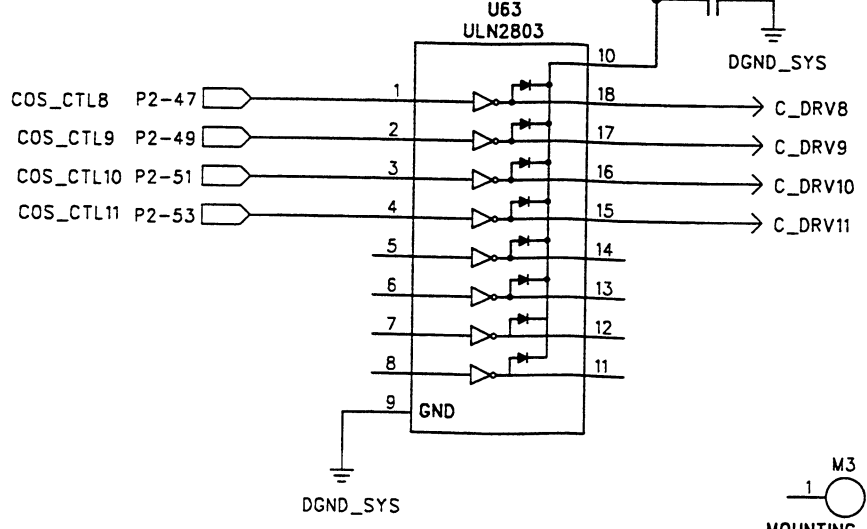 U63
ULN2803
10
DGND_SYS
COS_CTL8 P2-47 1 18 C_DRV8
COS_CTL9 P2-49 2 17 C_DRV9
COS_CTL10 P2-51 3 16 C_DRV10
COS_CTL11 P2-53 4 15 C_DRV11
5 14
6 13
7 12
8 11
9 GND
DGND_SYS
M3
1
MOUNTING